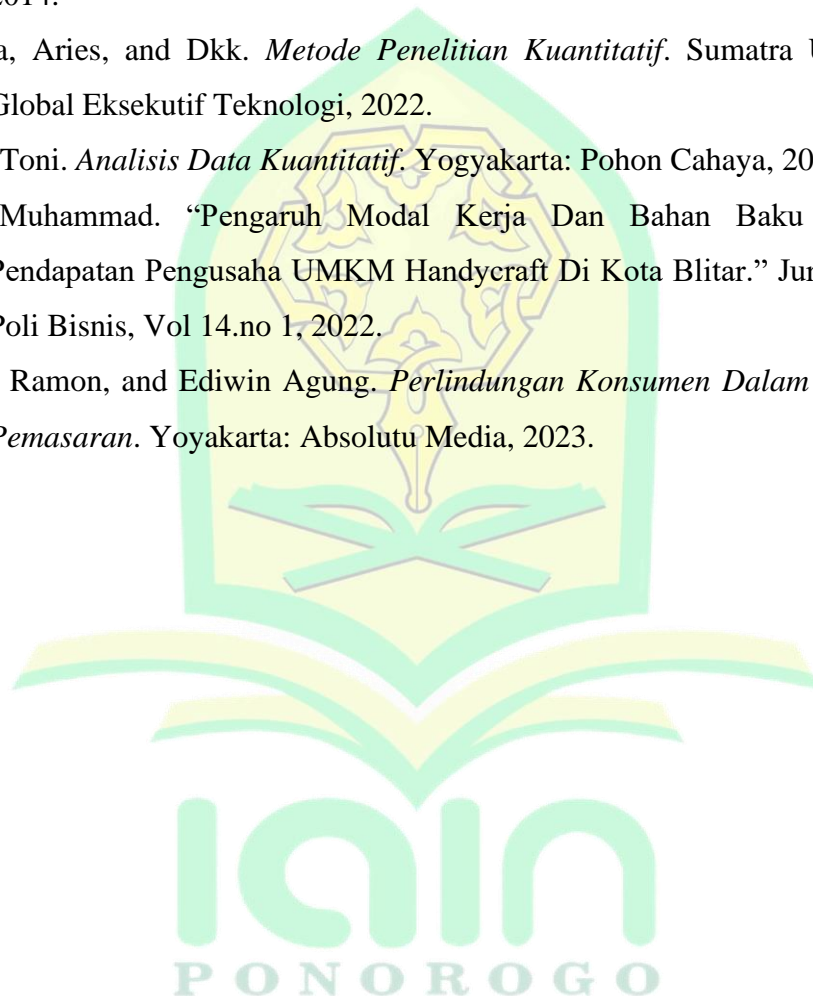 2014.
a, Aries, and Dkk. Metode Penelitian Kuantitatif. Sumatra
Global Eksekutif Teknologi, 2022.
Toni. Analisis Data Kuantitatif. Yogyakarta: Pohon Cahaya, 20
Muhammad. “Pengaruh Modal Kerja Dan Bahan Baku
Pendapatan Pengusaha UMKM Handycraft Di Kota Blitar.” Jur
Poli Bisnis, Vol 14.no 1, 2022.
Ramon, and Ediwin Agung. Perlindungan Konsumen Dalam
Pemasaran. Yoyakarta: Absolutu Media, 2023.
iain
PONOROGO